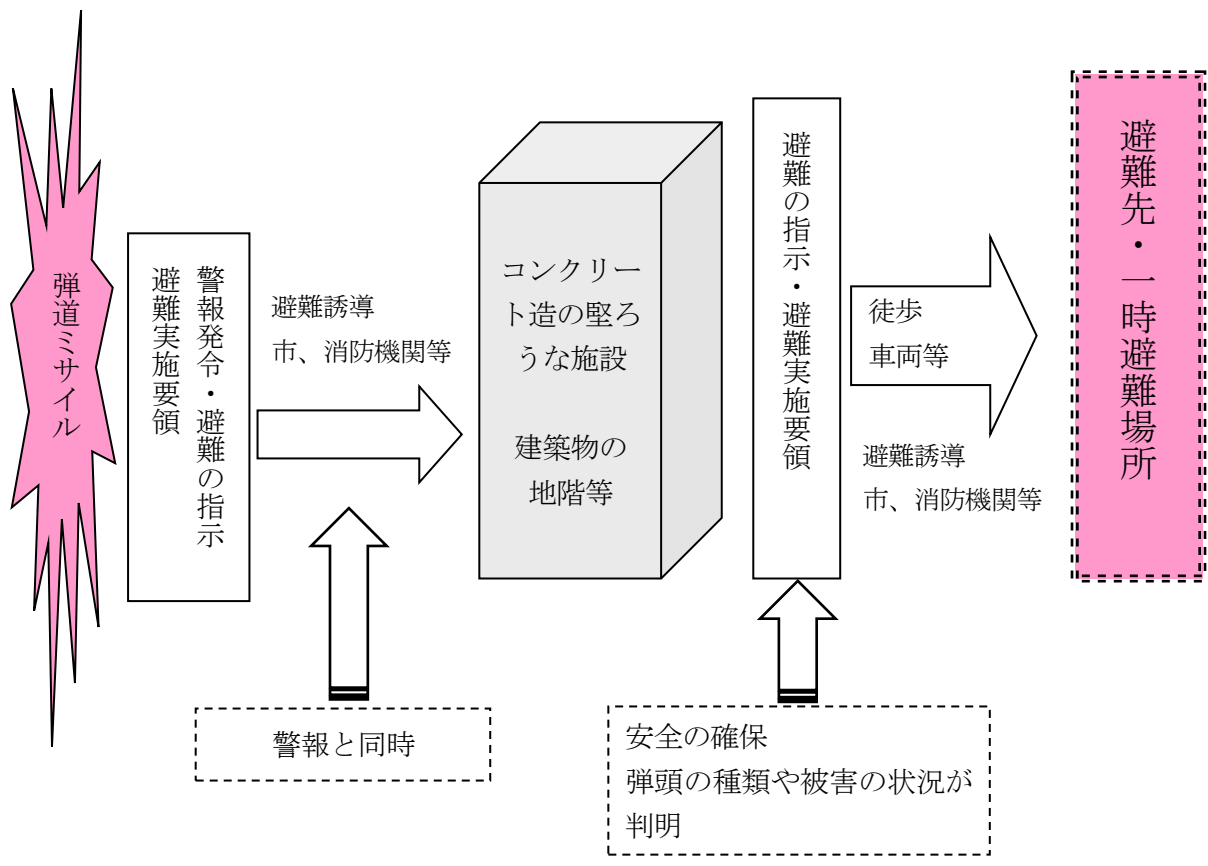 弾道ミサイル
警報発令・避難の指示
避難実施要領
避難誘導
市、消防機関等
警報と同時
コンクリー
ト造の堅ろ
うな施設
建築物の
地階等
避難の指示・避難実施要領
安全の確保
弾頭の種類や被害の状況が
判明
徒歩
車両等
避難誘導
市、消防機関等
避難先・一時避難場所